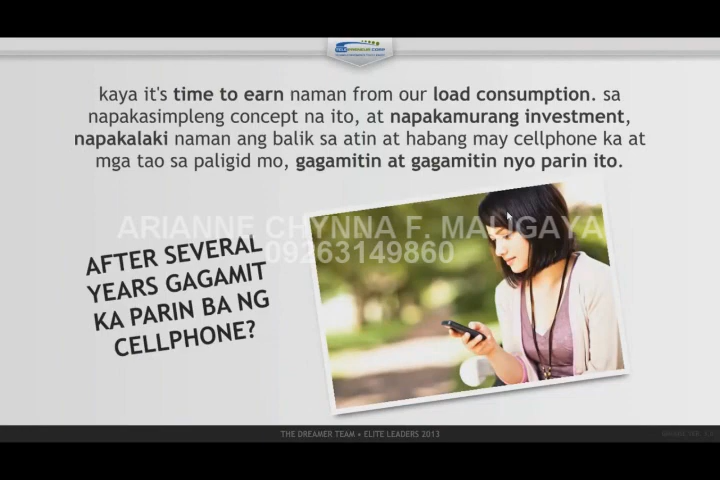 kaya it's time to earn naman from our load consumption. sa
napakasimpleng concept na ito, at napakamurang investment,
napakalaki naman ang balik sa atin at habang may cellphone ka at
mga tao sa paligid mo, gagamitin at gagamitin nyo parin ito.
ARIANNE CHYNNA F. MALIGAYA
09263149860
AFTER SEVERAL
YEARS GAGAMIT
KA PARIN BA NG
CELLPHONE?
THE DREAMER TEAM • ELITE LEADERS 2013